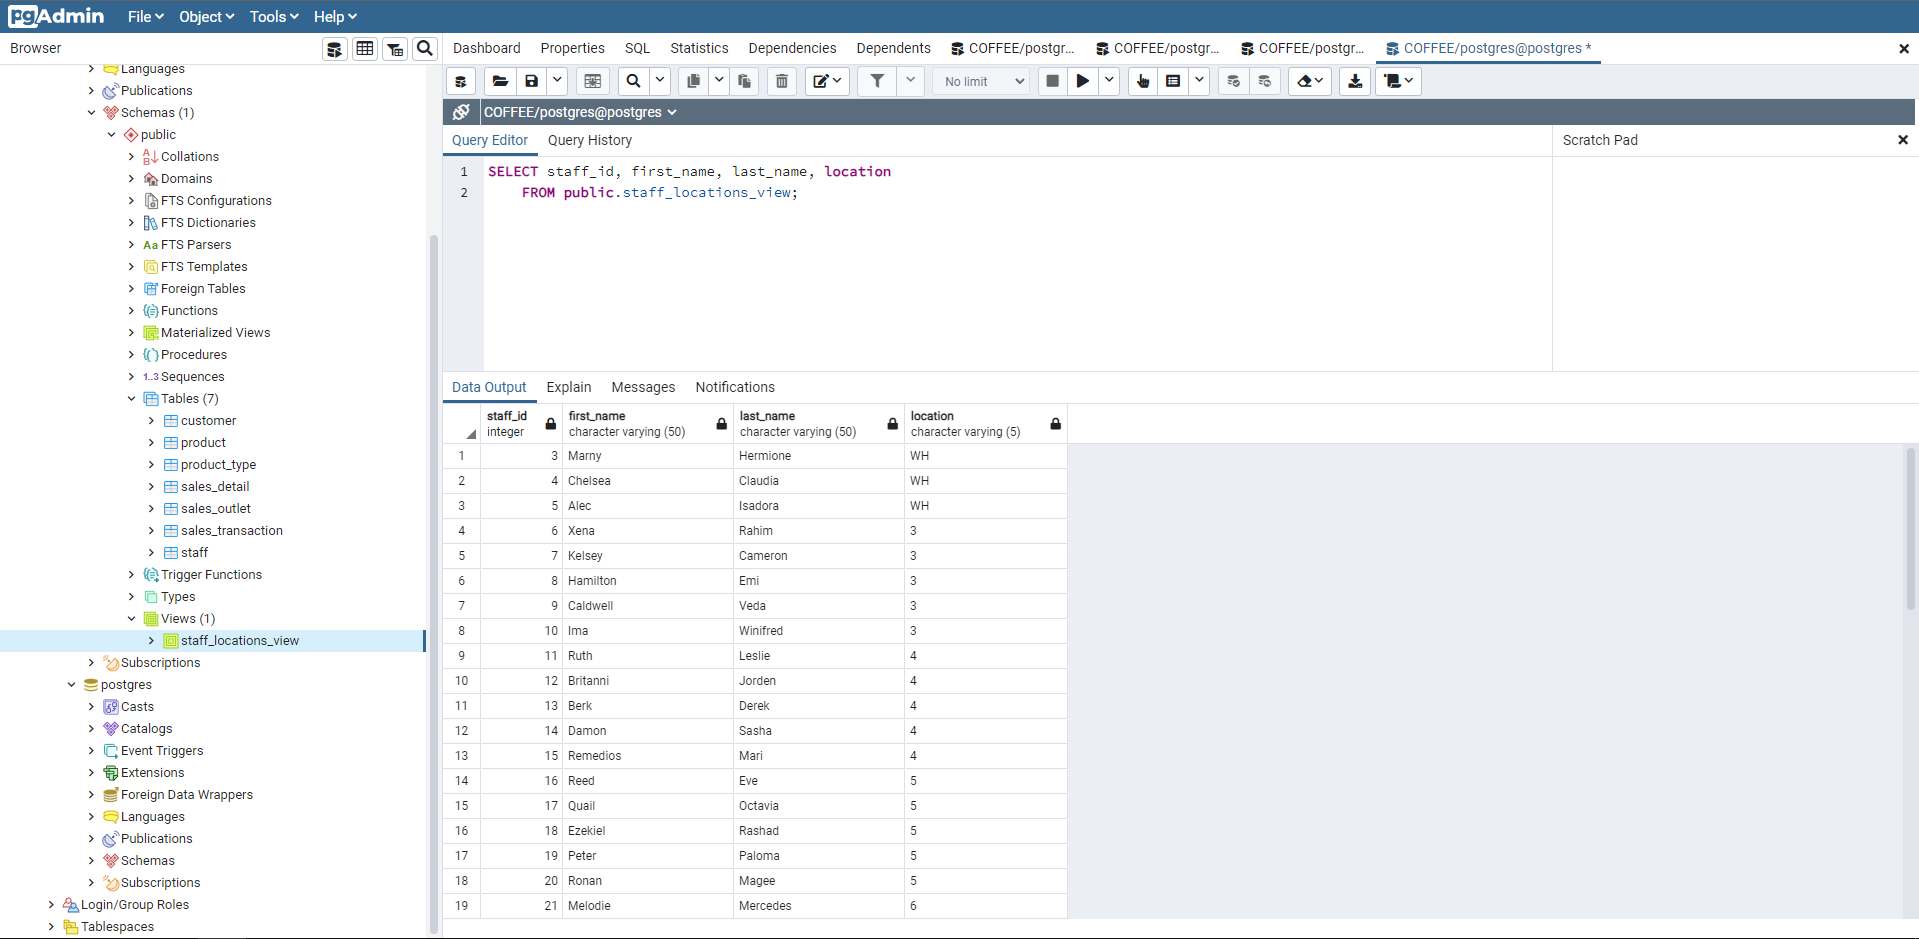 pgAdmin File Object Tools Help
Browser
Dashboard Properties SQL Statistics Dependencies Dependents COFFEE/postgr... COFFEE/postgr... COFFEE/postgr... COFFEE/postgres@postgres *
Languages
Publications
Schemas (1)
public
Collations
Domains
FTS Configurations
FTS Dictionaries
Aa FTS Parsers
FTS Templates
Foreign Tables
Functions
Materialized Views
Procedures
1..3 Sequences
Tables (7)
customer
product
product_type
sales_detail
sales_outlet
sales_transaction
staff
Trigger Functions
Types
Views (1)
staff_locations_view
Subscriptions
postgres
Casts
Catalogs
Event Triggers
Extensions
Foreign Data Wrappers
Languages
Publications
Schemas
Subscriptions
Login/Group Roles
Tablespaces
No limit
COFFEE/postgres@postgres
Query Editor Query History
Scratch Pad
1 SELECT staff_id, first_name, last_name, location
2 FROM public.staff_locations_view;
Data Output Explain Messages Notifications
staff_id first_name last_name location
integer character varying (50) character varying (50) character varying (5)
1 3 Marny Hermione WH
2 4 Chelsea Claudia WH
3 5 Alec Isadora WH
4 6 Xena Rahim 3
5 7 Kelsey Cameron 3
6 8 Hamilton Emi 3
7 9 Caldwell Veda 3
8 10 Ima Winifred 3
9 11 Ruth Leslie 4
10 12 Britanni Jorden 4
11 13 Berk Derek 4
12 14 Damon Sasha 4
13 15 Remedios Mari 4
14 16 Reed Eve 5
15 17 Quail Octavia 5
16 18 Ezekiel Rashad 5
17 19 Peter Paloma 5
18 20 Ronan Magee 5
19 21 Melodie Mercedes 6